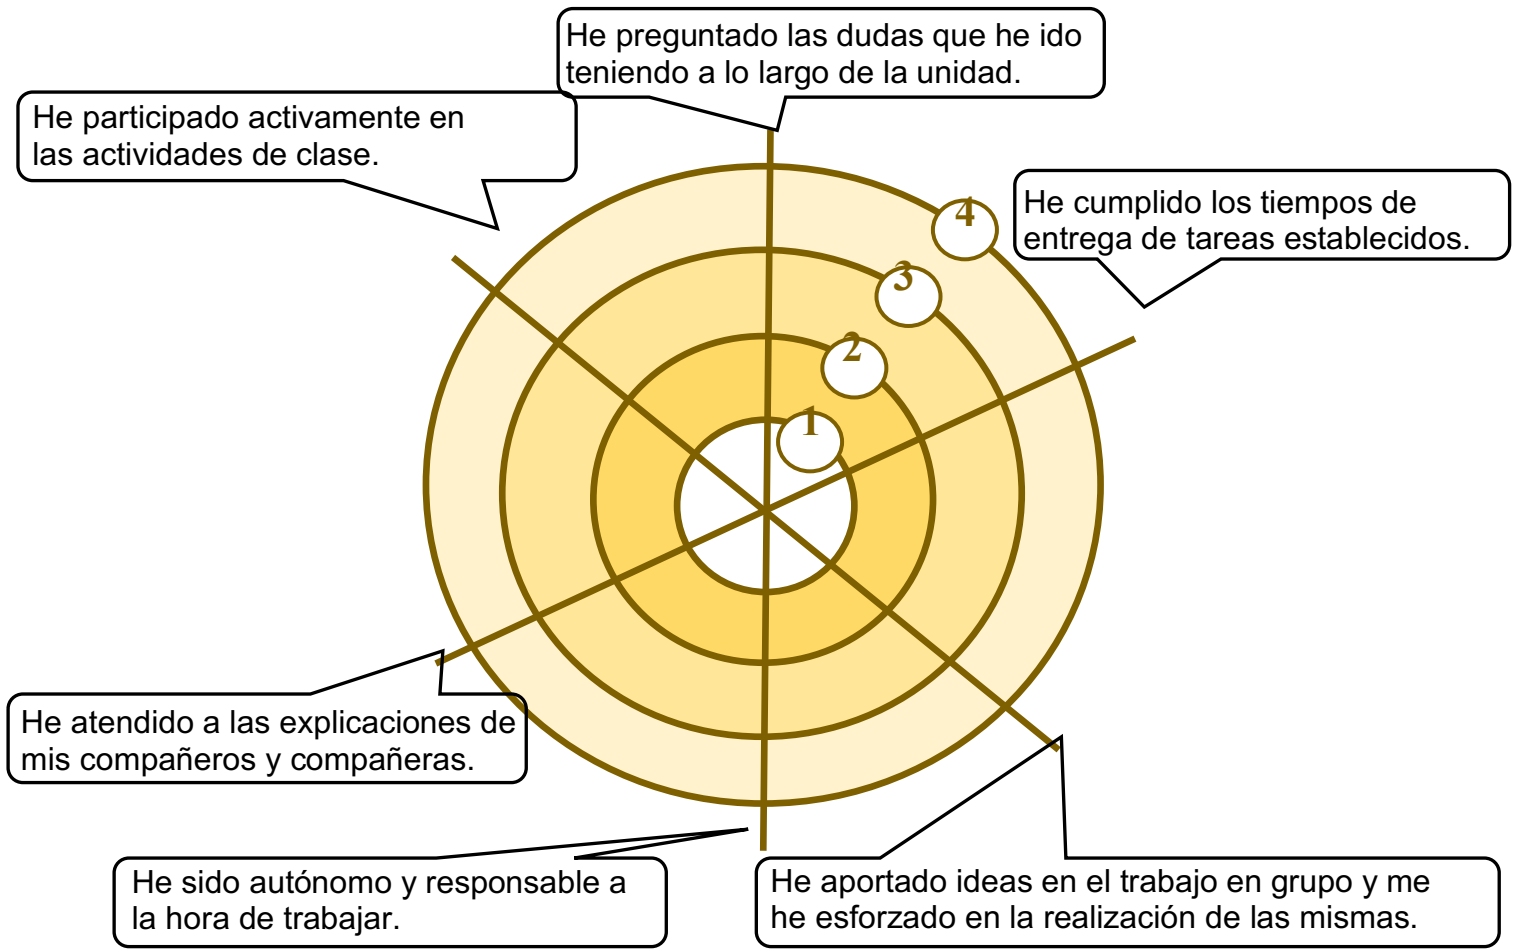 He preguntado las dudas que he ido
teniendo a lo largo de la unidad.
He participado activamente en
las actividades de clase.
He cumplido los tiempos de
entrega de tareas establecidos.
4
3
2
1
He atendido a las explicaciones de
mis compañeros y compañeras.
He sido autónomo y responsable a
la hora de trabajar.
He aportado ideas en el trabajo en grupo y me
he esforzado en la realización de las mismas.